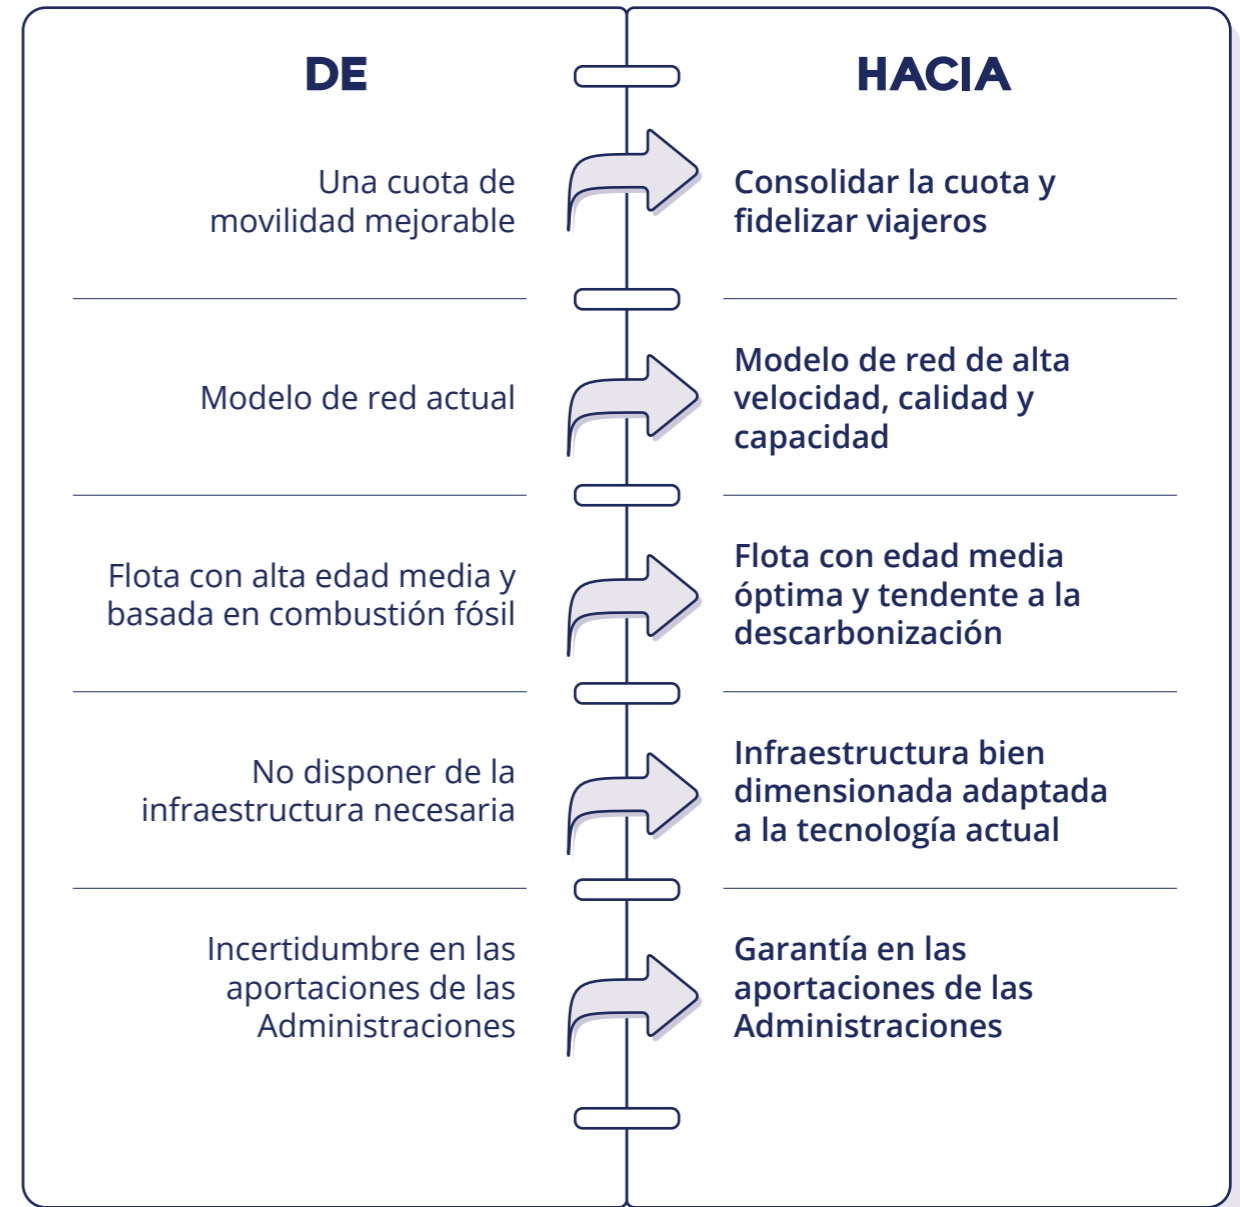 DE
HACIA
Una cuota de
movilidad mejorable
Consolidar la cuota y
fidelizar viajeros
Modelo de red actual
Modelo de red de alta
velocidad, calidad y
capacidad
Flota con alta edad media y
basada en combustión fósil
Flota con edad media
óptima y tendente a la
descarbonización
No disponer de la
infraestructura necesaria
Infraestructura bien
dimensionada adaptada
a la tecnología actual
Incertidumbre en las
aportaciones de las
Administraciones
Garantía en las
aportaciones de las
Administraciones